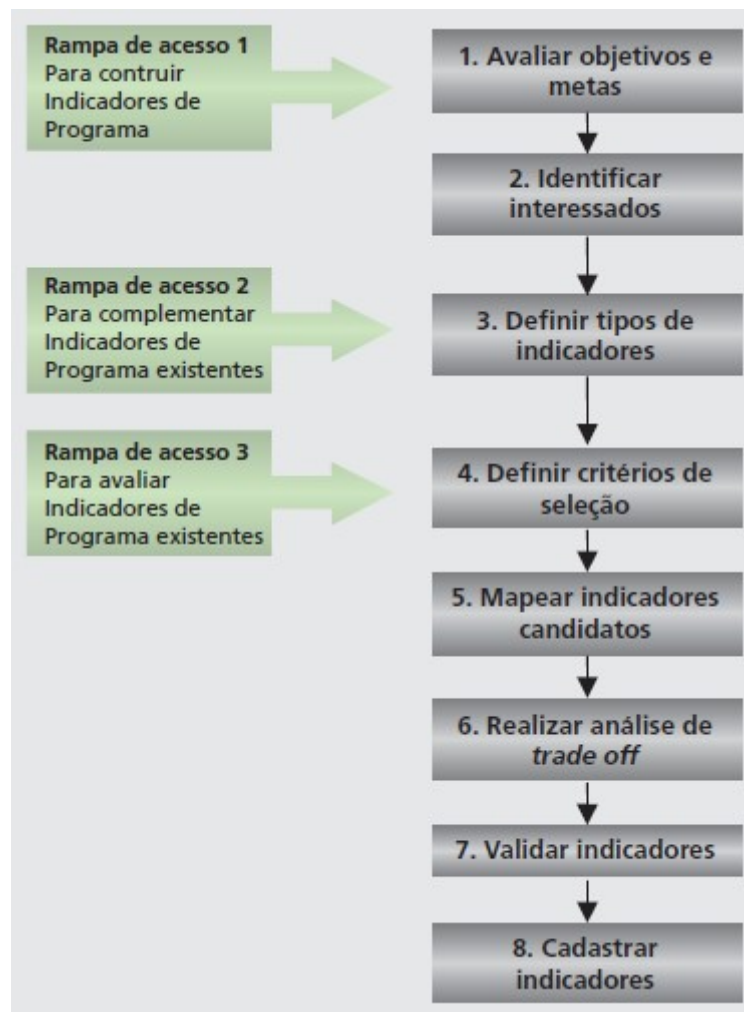 Rampa de acesso 1
Para contruir
Indicadores de
Programa
1. Avaliar objetivos e
metas
2. Identificar
interessados
Rampa de acesso 2
Para complementar
Indicadores de
Programa existentes
3. Definir tipos de
indicadores
Rampa de acesso 3
Para avaliar
Indicadores de
Programa existentes
4. Definir critérios de
seleção
5. Mapear indicadores
candidatos
6. Realizar análise de
trade off
7. Validar indicadores
8. Cadastrar
indicadores